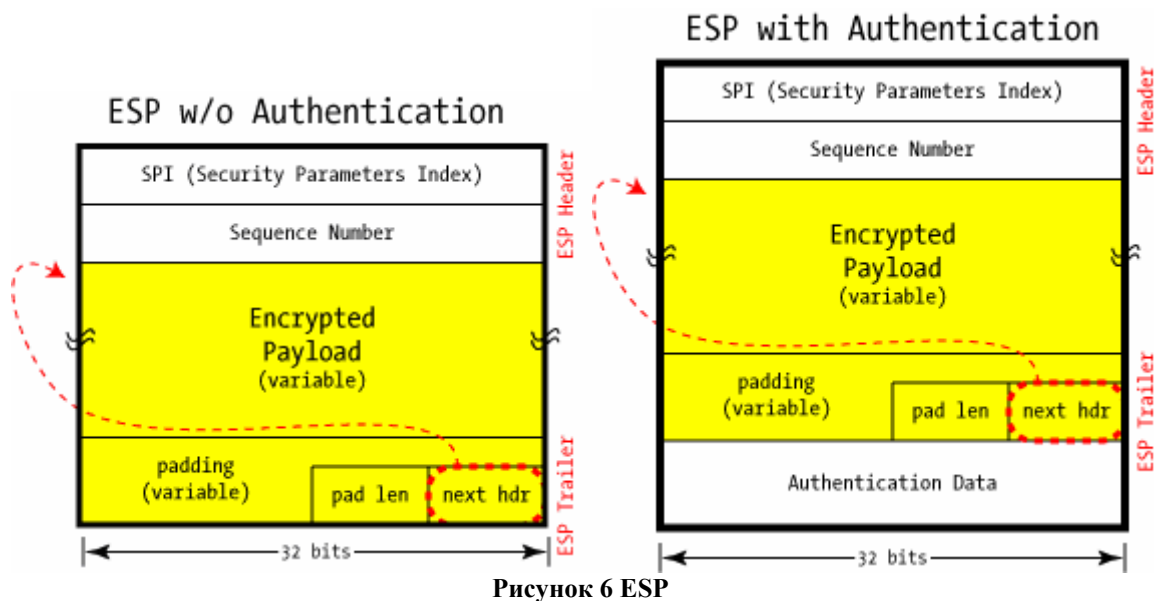 ESP w/o Authentication
SPI (Security Parameters Index)
Sequence Number
ESP Header
Encrypted
Payload
(variable)
padding
(variable)
pad len
next hdr
ESP Trailer
32 bits
ESP with Authentication
SPI (Security Parameters Index)
Sequence Number
ESP Header
Encrypted
Payload
(variable)
padding
(variable)
pad len
next hdr
ESP Trailer
Authentication Data
32 bits
Рисунок 6 ESP